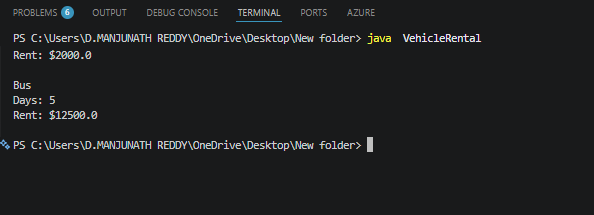 PROBLEMS 6 OUTPUT DEBUG CONSOLE TERMINAL PORTS AZURE
PS C:\Users\D.MANJUNATH REDDY\OneDrive\Desktop\New folder> java  VehicleRental
Rent: $2000.0
Bus
Days: 5
Rent: $12500.0
PS C:\Users\D.MANJUNATH REDDY\OneDrive\Desktop\New folder>